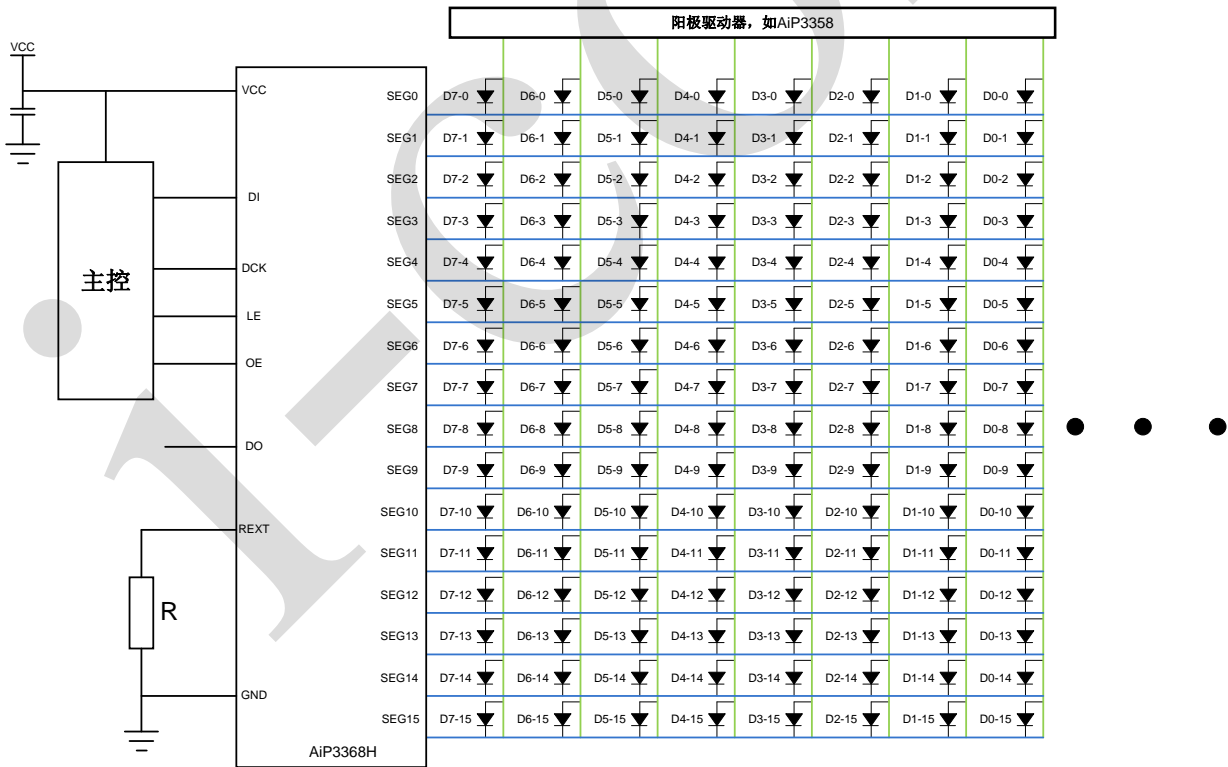 阳极驱动器，如AiP3358
VCC
VCC
SEG0 D7-0 D6-0 D5-0 D4-0 D3-0 D2-0 D1-0 D0-0
SEG1 D7-1 D6-1 D5-1 D4-1 D3-1 D2-1 D1-1 D0-1
SEG2 D7-2 D6-2 D5-2 D4-2 D3-2 D2-2 D1-2 D0-2
DI
SEG3 D7-3 D6-3 D5-3 D4-3 D3-3 D2-3 D1-3 D0-3
主控
DCK
SEG4 D7-4 D6-4 D5-4 D4-4 D3-4 D2-4 D1-4 D0-4
SEG5 D7-5 D6-5 D5-5 D4-5 D3-5 D2-5 D1-5 D0-5
LE
SEG6 D7-6 D6-6 D5-6 D4-6 D3-6 D2-6 D1-6 D0-6
OE
SEG7 D7-7 D6-7 D5-7 D4-7 D3-7 D2-7 D1-7 D0-7
SEG8 D7-8 D6-8 D5-8 D4-8 D3-8 D2-8 D1-8 D0-8
DO
SEG9 D7-9 D6-9 D5-9 D4-9 D3-9 D2-9 D1-9 D0-9
SEG10 D7-10 D6-10 D5-10 D4-10 D3-10 D2-10 D1-10 D0-10
REXT
SEG11 D7-11 D6-11 D5-11 D4-11 D3-11 D2-11 D1-11 D0-11
SEG12 D7-12 D6-12 D5-12 D4-12 D3-12 D2-12 D1-12 D0-12
R
SEG13 D7-13 D6-13 D5-13 D4-13 D3-13 D2-13 D1-13 D0-13
SEG14 D7-14 D6-14 D5-14 D4-14 D3-14 D2-14 D1-14 D0-14
GND
SEG15 D7-15 D6-15 D5-15 D4-15 D3-15 D2-15 D1-15 D0-15
AiP3368H